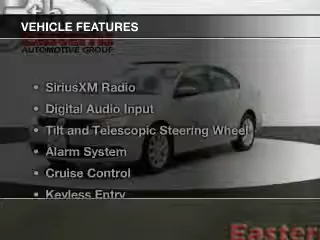 VEHICLE FEATURES
AUTOMOTIVE GROUP
• SiriusXM Radio
• Digital Audio Input
• Tilt and Telescopic Steering Wheel
• Alarm System
• Cruise Control
• Keyless Entry
Eastern